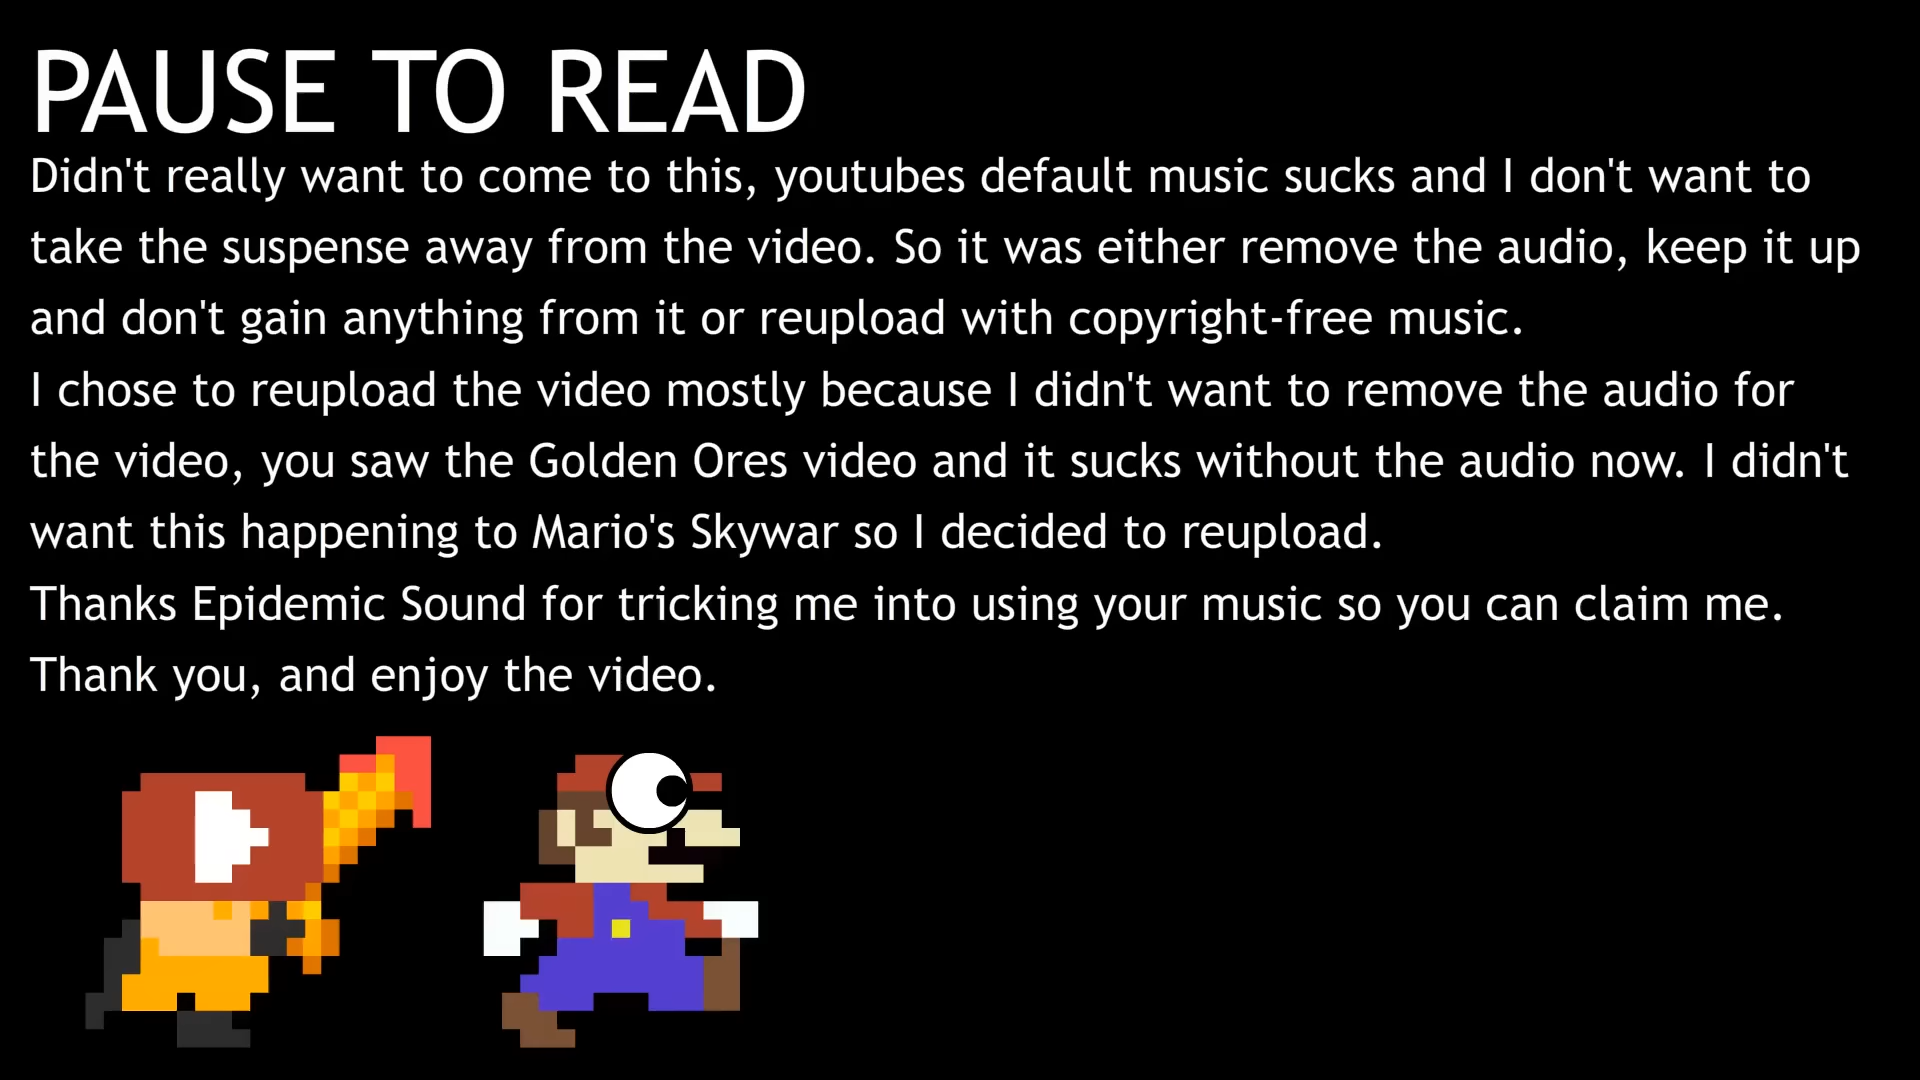 PAUSE TO READ
Didn't really want to come to this, youtubes default music sucks and I don't want to
take the suspense away from the video. So it was either remove the audio, keep it up
and don't gain anything from it or reupload with copyright-free music.
I chose to reupload the video mostly because I didn't want to remove the audio for
the video, you saw the Golden Ores video and it sucks without the audio now. I didn't
want this happening to Mario's Skywar so I decided to reupload.
Thanks Epidemic Sound for tricking me into using your music so you can claim me.
Thank you, and enjoy the video.